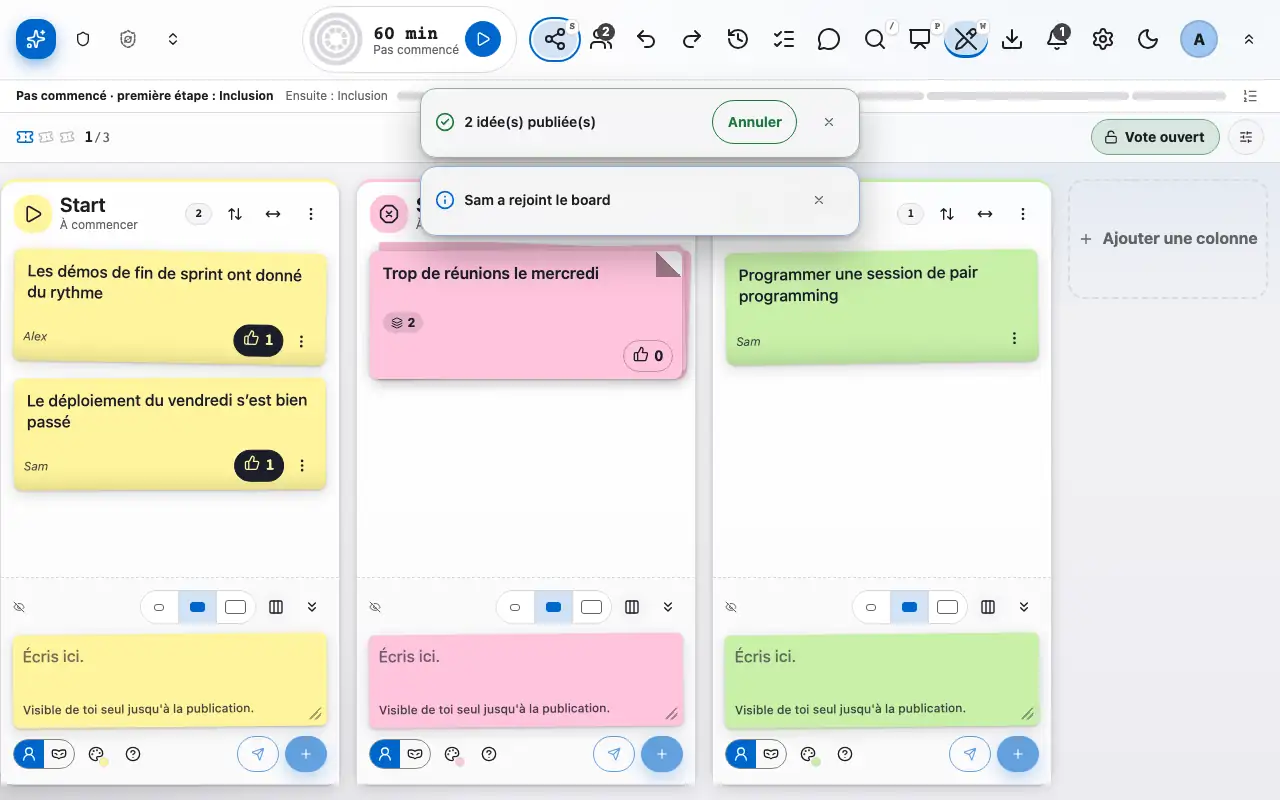 60 min
Pas commencé
S
2
/
P
W
1
A
Pas commencé · première étape : Inclusion
Ensuite : Inclusion
1/3
2 idée(s) publiée(s)
Annuler
Vote ouvert
Sam a rejoint le board
Start
À commencer
2
1
Ajouter une colonne
Les démos de fin de sprint ont donné
du rythme
Alex
1
Le déploiement du vendredi s’est bien
passé
Sam
1
Trop de réunions le mercredi
2
0
Programmer une session de pair
programming
Sam
Écris ici.
Visible de toi seul jusqu'à la publication.
Écris ici.
Visible de toi seul jusqu'à la publication.
Écris ici.
Visible de toi seul jusqu'à la publication.